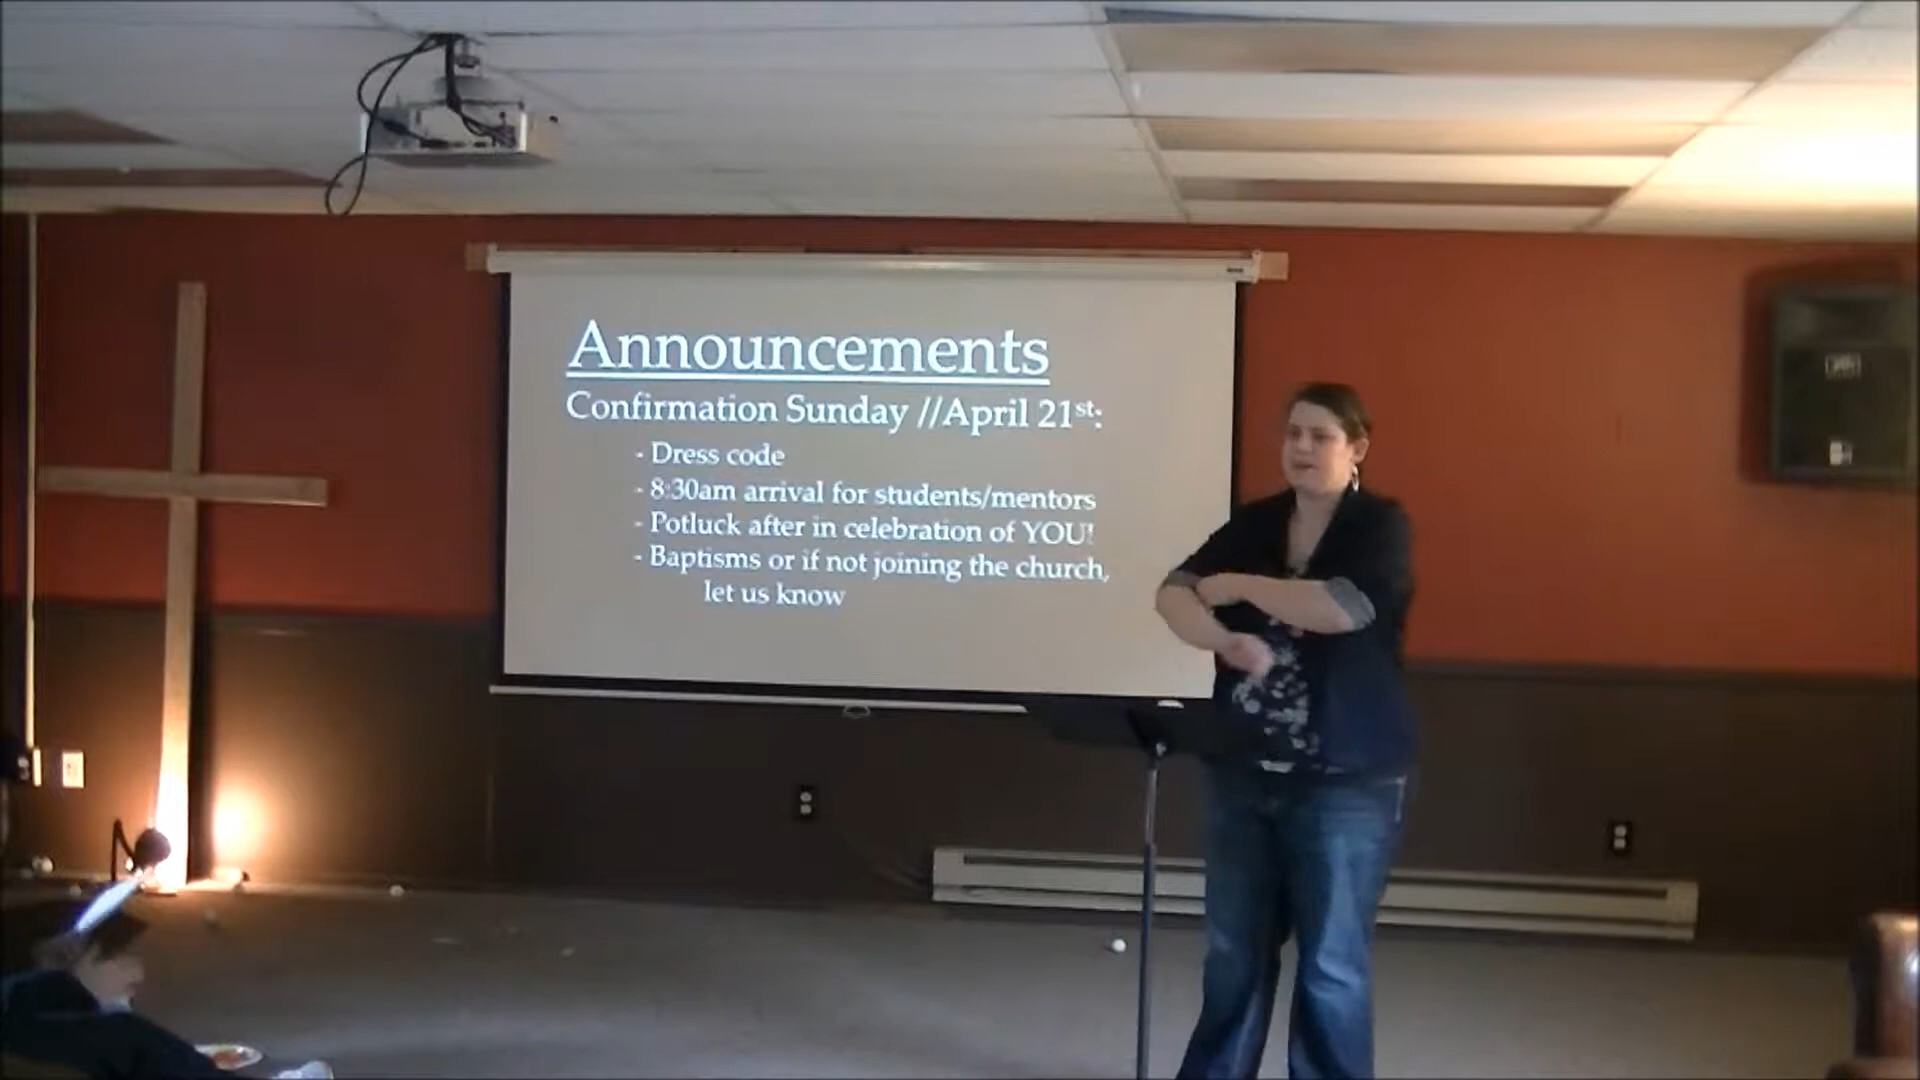 Announcements
Confirmation Sunday //April 21st:
- Dress code
- 8:30am arrival for students/mentors
- Potluck after in celebration of YOU!
- Baptisms or if not joining the church,
let us know